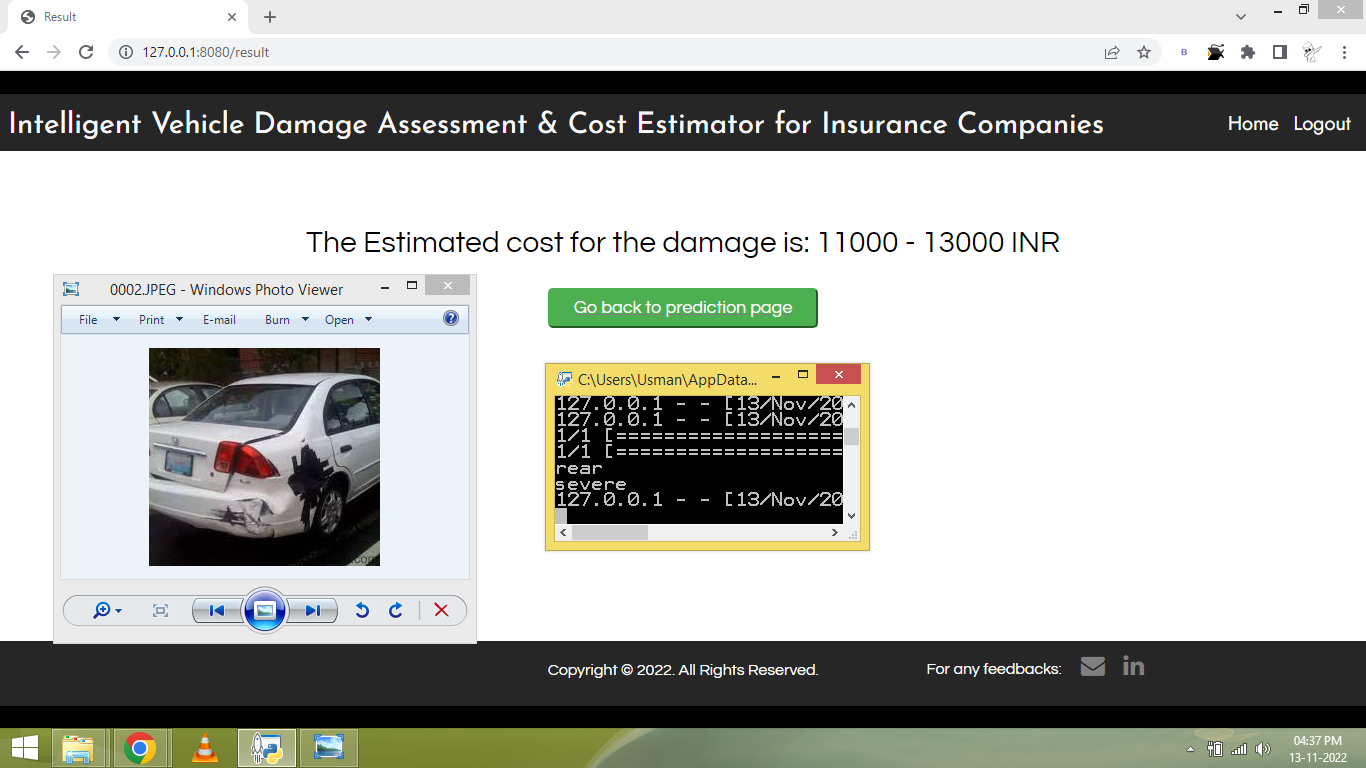 Result
127.0.0.1:8080/result
B
Intelligent Vehicle Damage Assessment & Cost Estimator for Insurance Companies
Home Logout
The Estimated cost for the damage is: 11000 - 13000 INR
0002.JPEG - Windows Photo Viewer
File Print E-mail Burn Open
Go back to prediction page
C:\Users\Usman\AppData...
127.0.0.1 - - [13/Nov/20
127.0.0.1 - - [13/Nov/20
1/1 [===================
1/1 [===================
rear
severe
127.0.0.1 - - [13/Nov/20
Copyright © 2022. All Rights Reserved.
For any feedbacks:
in
04:37 PM
13-11-2022